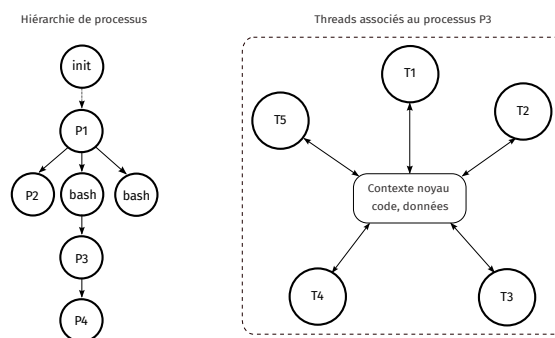 Hiérarchie de processus
init
P1
P2
bash
bash
P3
P4
Threads associés au processus P3
T1
T2
T5
Contexte noyau
code, données
T4
T3